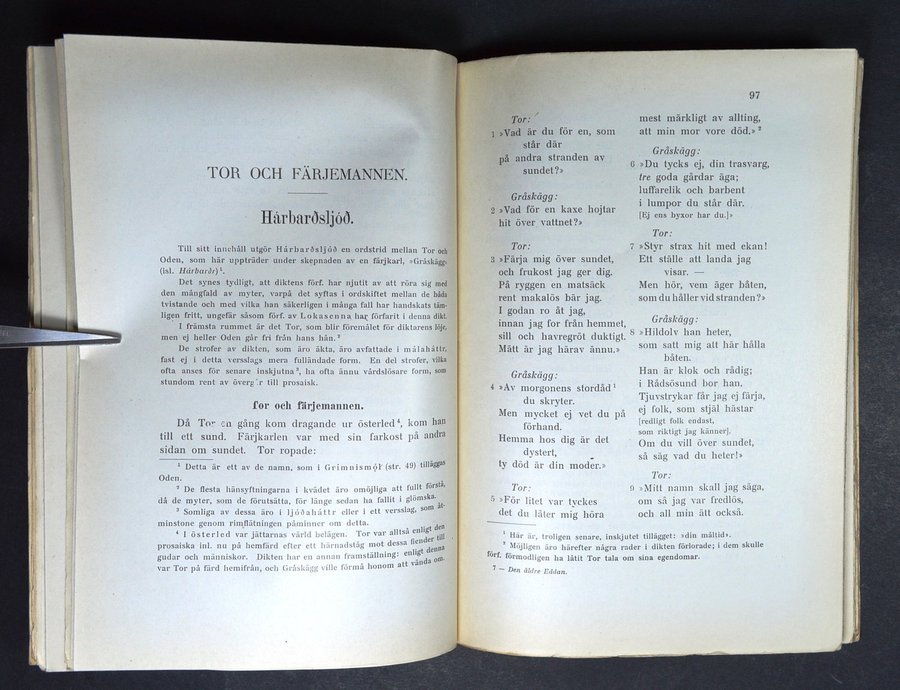 TOR OCH FÄRJEMANNEN.
Hárbarðsljóð.
Till sitt innehåll utgör Hárbarðsljóð en ordstrid mellan Tor och
Oden, som här uppträder under skepnaden av en färjkarl, »Gråskägg»
(isl. Hárbarðr)¹.
Det synes tydligt, att diktens förf. har njutit av att röra sig med
den mångfald av myter, varpå det syftas i ordskiftet mellan de båda
tvistande och med vilka han säkerligen i många fall har handskats täm-
ligen fritt, ungefär såsom förf. av Lokasenna har förfarit i denna dikt.
I främsta rummet är det Tor, som blir föremålet för diktarens löje,
men ej heller Oden går fri från hans hån.²
De strofer av dikten, som äro äkta, äro avfattade i málaháttr,
fast ej i detta versslags mera fulländade form. En del strofer, vilka
ofta anses för senare inskjutna³, ha ofta ännu vårdslösare form, som
stundom rent av övergår till prosaisk.
Tor och färjemannen.
Då Tor en gång kom dragande ur österled⁴, kom han
till ett sund. Färjkarlen var med sin farkost på andra
sidan om sundet. Tor ropade:
¹ Detta är ett av de namn, som i Grimnismǫ́l (str. 49) tilläggas
Oden.
² De flesta hänsyftningarna i kvädet äro omöjliga att fullt förstå,
då de myter, som de förutsätta, för länge sedan ha fallit i glömska.
³ Somliga av dessa äro i ljóðaháttr eller i ett versslag, som åt-
minstone genom rimflätningen påminner om detta.
⁴ I österled var jättarnas värld belägen. Tor var alltså enligt den
prosaiska inl. nu på hemfärd efter ett härnadståg mot dessa fiender till
gudar och människor. Dikten har en annan framställning: enligt denna
var Tor på färd hemifrån, och Gråskägg ville förmå honom att vända om.
97
Tor:
1 »Vad är du för en, som
står där
på andra stranden av
sundet?»
Gråskägg:
2 »Vad för en kaxe hojtar
hit över vattnet?»
Tor:
3 »Färja mig över sundet,
och frukost jag ger dig.
På ryggen en matsäck
rent makalös bär jag.
I godan ro åt jag,
innan jag for från hemmet,
sill och havregröt duktigt.
Mätt är jag härav ännu.»
Gråskägg:
4 »Av morgonens stordåd¹
du skryter.
Men mycket ej vet du på
förhand.
Hemma hos dig är det
dystert,
ty död är din moder.»
Tor:
5 »För litet var tyckes
det du låter mig höra
mest märkligt av allting,
att min mor vore död.»²
Gråskägg:
6 »Du tycks ej, din trasvarg,
tre goda gårdar äga;
luffarelik och barbent
i lumpor du står där.
[Ej ens byxor har du.]»
Tor:
7 »Styr strax hit med ekan!
Ett ställe att landa jag
visar. —
Men hör, vem äger båten,
som du håller vid stranden?»
Gråskägg:
8 »Hildolv han heter,
som satt mig att här hålla
båten.
Han är klok och rådig;
i Rådsösund bor han,
Tjuvstrykar får jag ej färja,
ej folk, som stjäl hästar
[redligt folk endast,
som riktigt jag känner].
Om du vill över sundet,
så säg vad du heter!»
Tor:
9 »Mitt namn skall jag säga,
om så jag var fredlös,
och all min ätt också.
¹ Här är, troligen senare, inskjutet tillägget: »din måltid».
² Möjligen äro härefter några rader i dikten förlorade; i dem skulle
förf. förmodligen ha låtit Tor tala om sina egendomar.
7 — Den äldre Eddan.